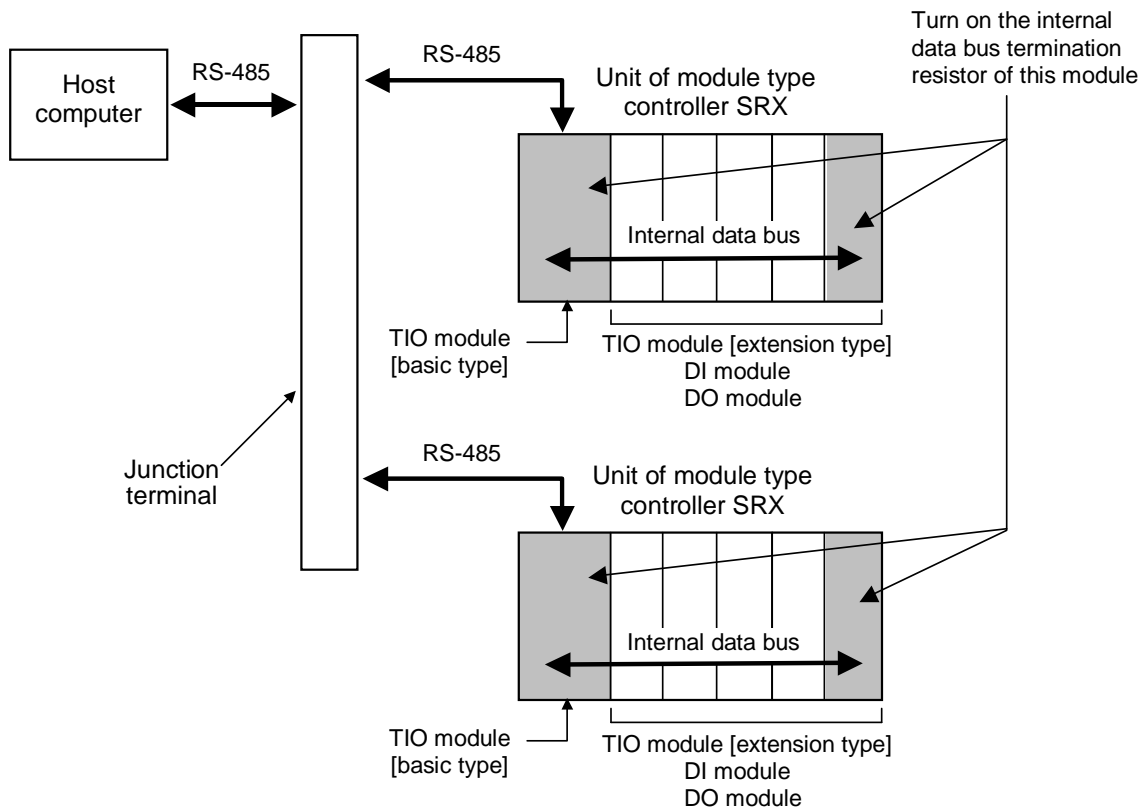 Turn on the internal
data bus termination
resistor of this module
Host
computer
RS-485
RS-485
Unit of module type
controller SRX
Internal data bus
TIO module
[basic type]
TIO module [extension type]
DI module
DO module
Junction
terminal
RS-485
Unit of module type
controller SRX
Internal data bus
TIO module
[basic type]
TIO module [extension type]
DI module
DO module